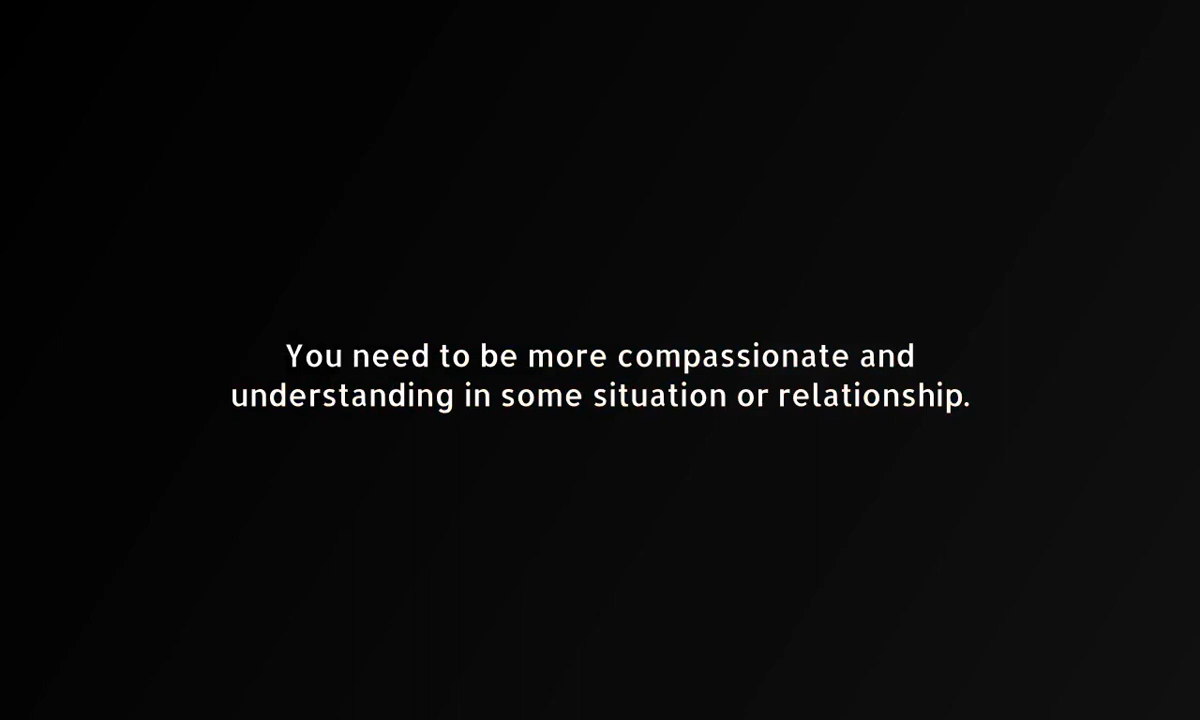 You need to be more compassionate and
understanding in some situation or relationship.